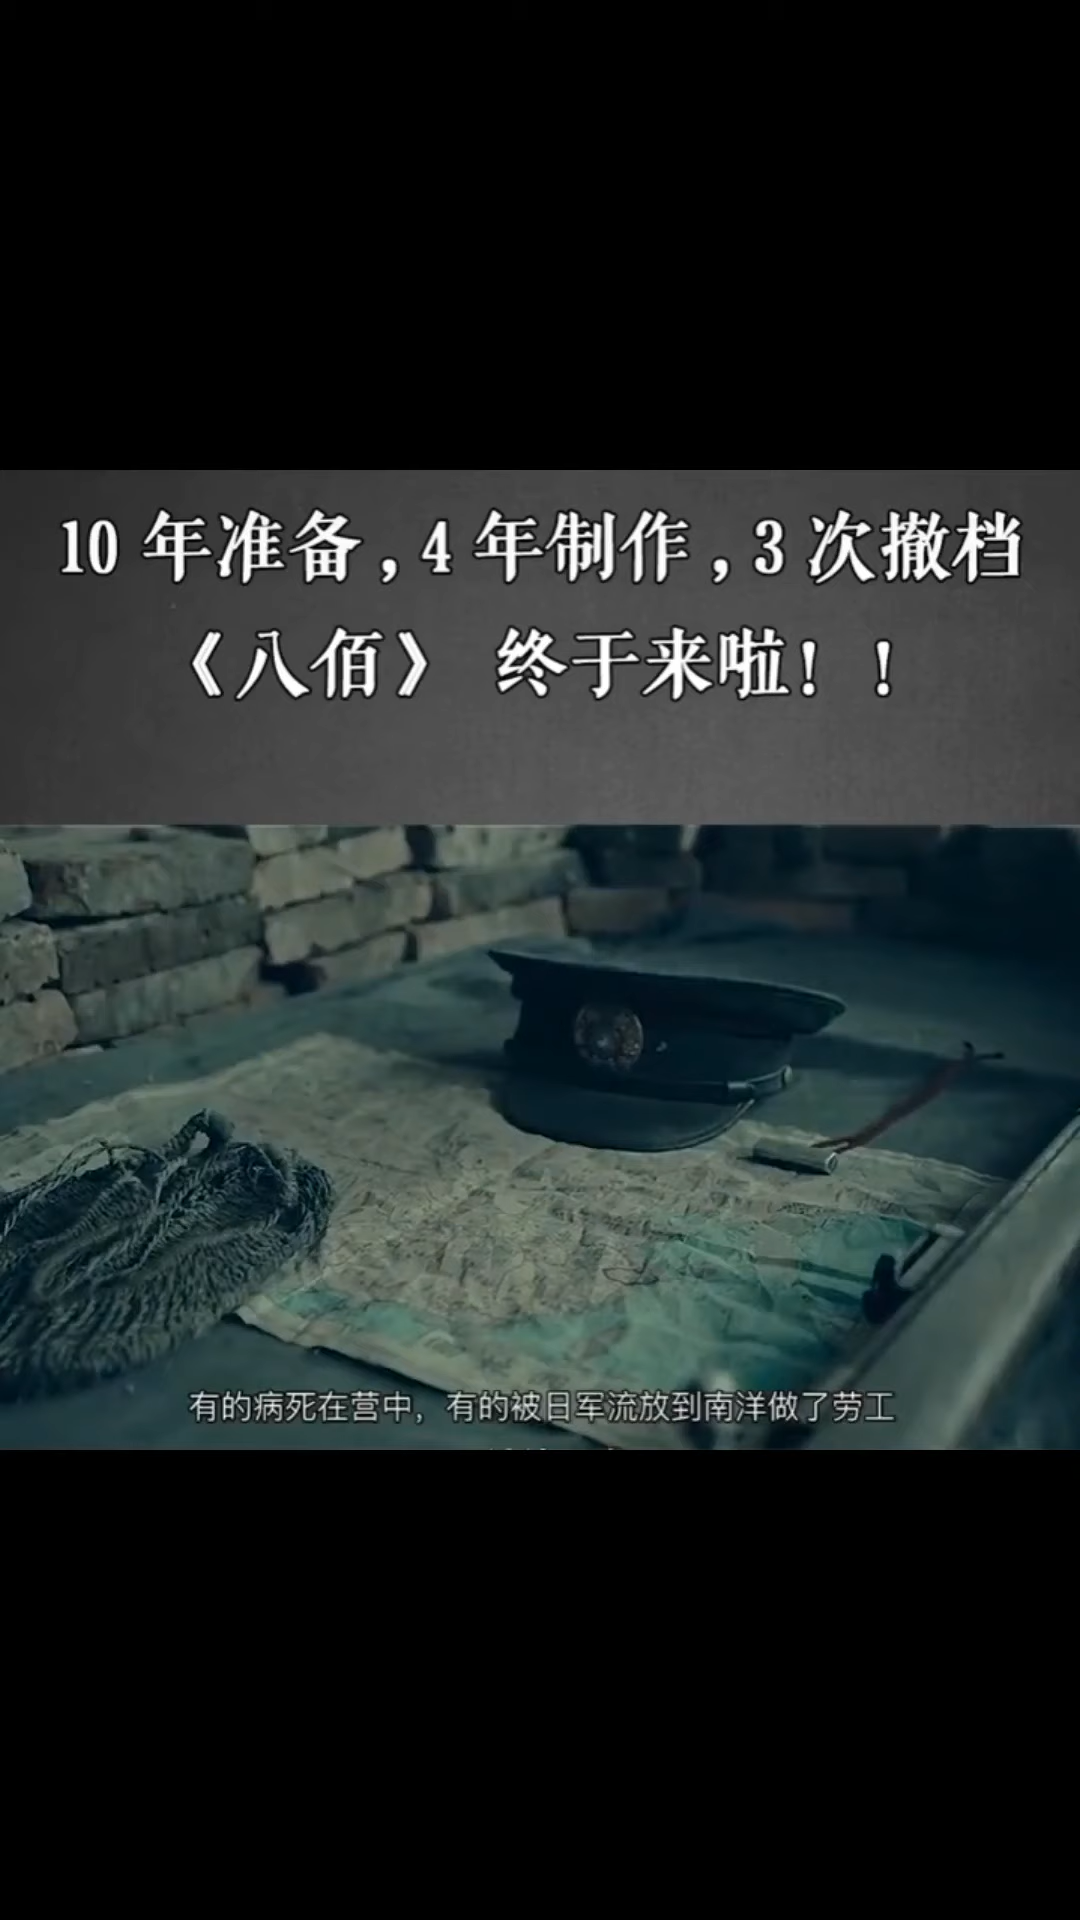 10 年准备，4 年制作，3 次撤档
《八佰》 终于来啦！！
有的病死在营中，有的被日军流放到南洋做了劳工